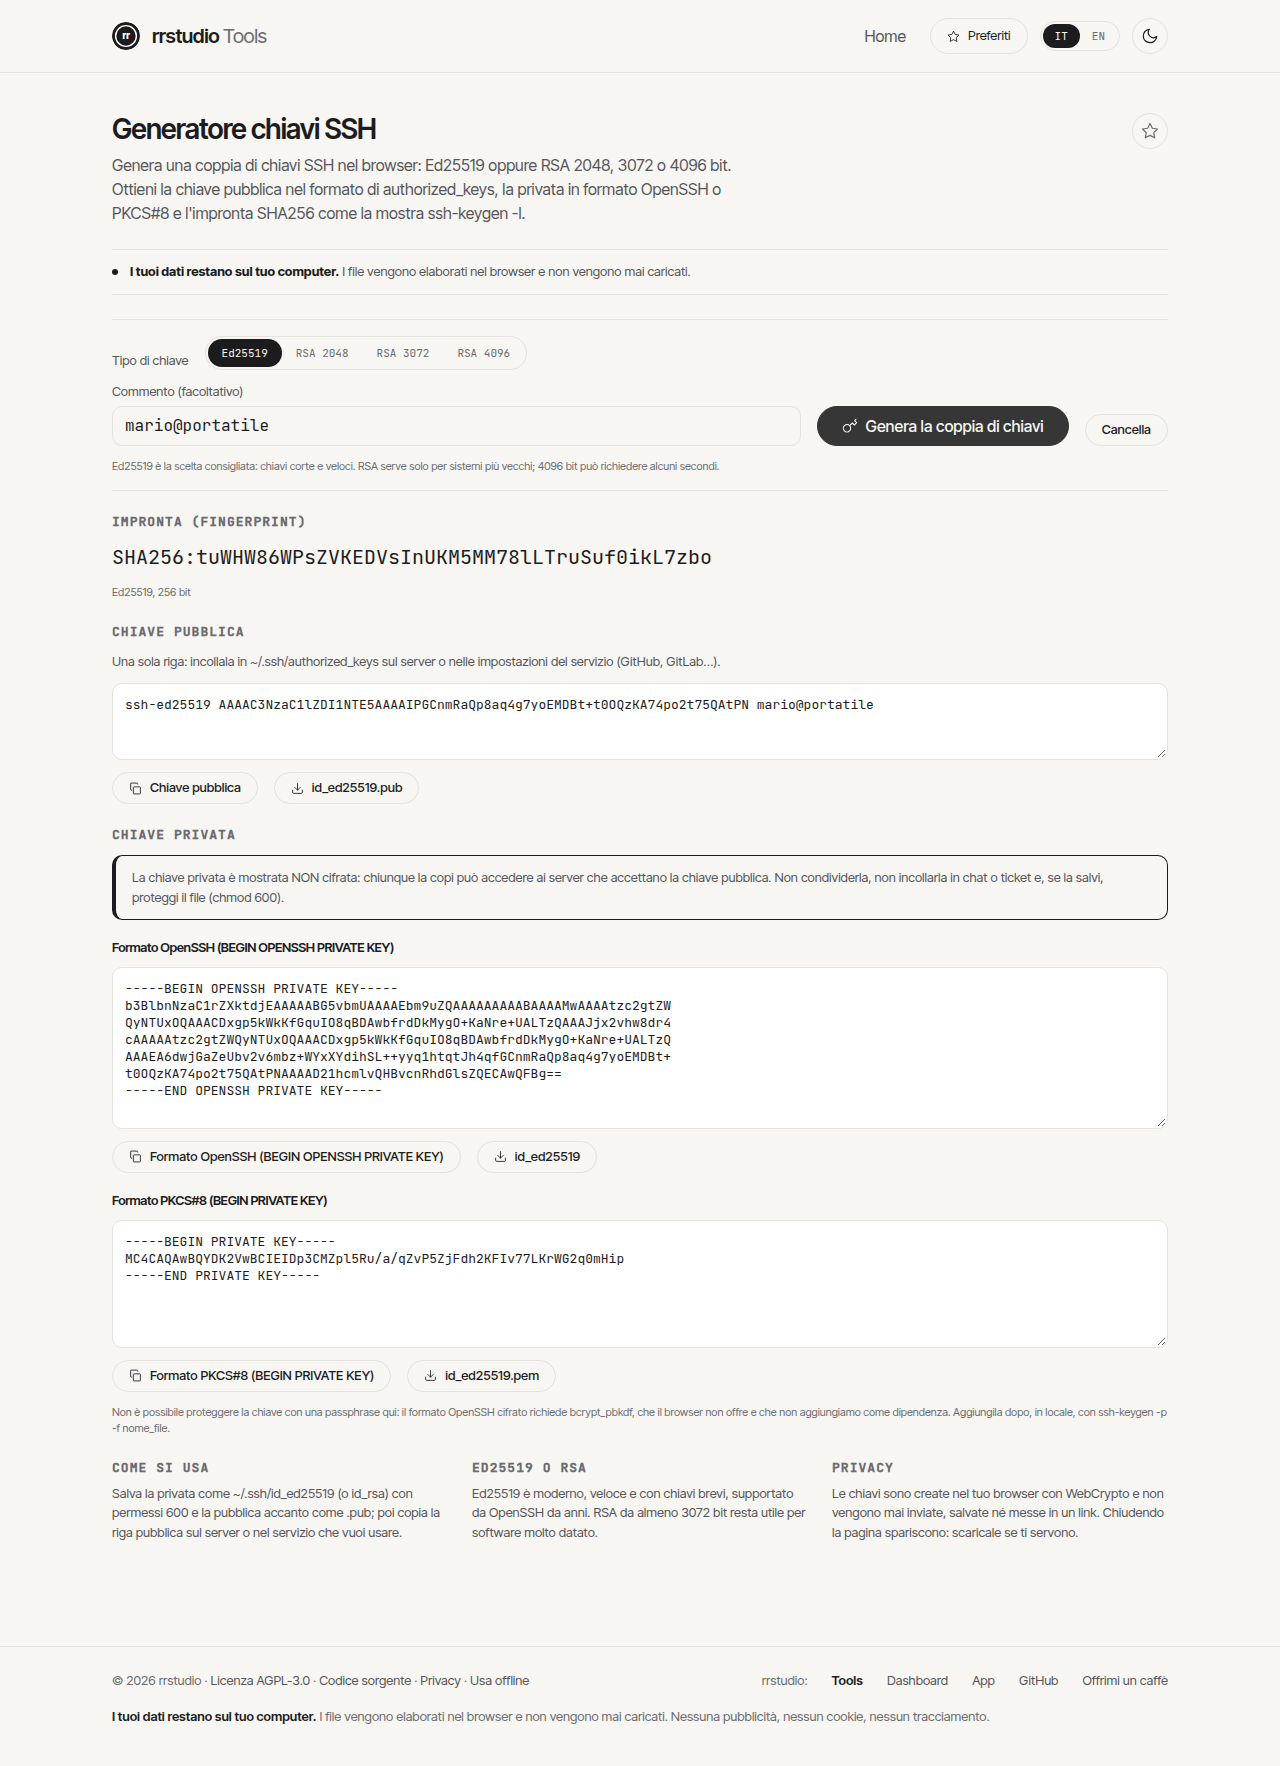 rr rrstudio Tools
Home
Preferiti
IT EN
Generatore chiavi SSH
Genera una coppia di chiavi SSH nel browser: Ed25519 oppure RSA 2048, 3072 o 4096 bit.
Ottieni la chiave pubblica nel formato di authorized_keys, la privata in formato OpenSSH o
PKCS#8 e l'impronta SHA256 come la mostra ssh-keygen -l.
I tuoi dati restano sul tuo computer. I file vengono elaborati nel browser e non vengono mai caricati.
Tipo di chiave Ed25519 RSA 2048 RSA 3072 RSA 4096
Commento (facoltativo)
mario@portatile Genera la coppia di chiavi Cancella
Ed25519 è la scelta consigliata: chiavi corte e veloci. RSA serve solo per sistemi più vecchi; 4096 bit può richiedere alcuni secondi.
IMPRONTA (FINGERPRINT)
SHA256:tuWHW86WPsZVKEDVsInUKM5MM78lLTruSuf0ikL7zbo
Ed25519, 256 bit
CHIAVE PUBBLICA
Una sola riga: incollala in ~/.ssh/authorized_keys sul server o nelle impostazioni del servizio (GitHub, GitLab…).
ssh-ed25519 AAAAC3NzaC1lZDI1NTE5AAAAIPGCnmRaQp8aq4g7yoEMDBt+t0OQzKA74po2t75QAtPN mario@portatile
Chiave pubblica id_ed25519.pub
CHIAVE PRIVATA
La chiave privata è mostrata NON cifrata: chiunque la copi può accedere ai server che accettano la chiave pubblica. Non condividerla, non incollarla in chat o ticket e, se la salvi,
proteggi il file (chmod 600).
Formato OpenSSH (BEGIN OPENSSH PRIVATE KEY)
-----BEGIN OPENSSH PRIVATE KEY-----
b3BlbnNzaC1rZXktdjEAAAAABG5vbmUAAAAEbm9uZQAAAAAAAAABAAAAMwAAAAtzc2gtZW
QyNTUxOQAAACDxgp5kWkKfGquIO8qBDAwbfrdDkMygO+KaNre+UALTzQAAAJjx2vhw8dr4
cAAAAAtzc2gtZWQyNTUxOQAAACDxgp5kWkKfGquIO8qBDAwbfrdDkMygO+KaNre+UALTzQ
AAAEA6dwjGaZeUbv2v6mbz+WYxXYdihSL++yyq1htqtJh4qfGCnmRaQp8aq4g7yoEMDBt+
t0OQzKA74po2t75QAtPNAAAAD21hcmlvQHBvcnRhdGlsZQECAwQFBg==
-----END OPENSSH PRIVATE KEY-----
Formato OpenSSH (BEGIN OPENSSH PRIVATE KEY) id_ed25519
Formato PKCS#8 (BEGIN PRIVATE KEY)
-----BEGIN PRIVATE KEY-----
MC4CAQAwBQYDK2VwBCIEIDp3CMZpl5Ru/a/qZvP5ZjFdh2KFIv77LKrWG2q0mHip
-----END PRIVATE KEY-----
Formato PKCS#8 (BEGIN PRIVATE KEY) id_ed25519.pem
Non è possibile proteggere la chiave con una passphrase qui: il formato OpenSSH cifrato richiede bcrypt_pbkdf, che il browser non offre e che non aggiungiamo come dipendenza. Aggiungila dopo, in locale, con ssh-keygen -p
-f nome_file.
COME SI USA
Salva la privata come ~/.ssh/id_ed25519 (o id_rsa) con
permessi 600 e la pubblica accanto come .pub; poi copia la
riga pubblica sul server o nel servizio che vuoi usare.
ED25519 O RSA
Ed25519 è moderno, veloce e con chiavi brevi, supportato
da OpenSSH da anni. RSA da almeno 3072 bit resta utile per
software molto datato.
PRIVACY
Le chiavi sono create nel tuo browser con WebCrypto e non
vengono mai inviate, salvate né messe in un link. Chiudendo
la pagina spariscono: scaricale se ti servono.
© 2026 rrstudio · Licenza AGPL-3.0 · Codice sorgente · Privacy · Usa offline
rrstudio: Tools Dashboard App GitHub Offrimi un caffè
I tuoi dati restano sul tuo computer. I file vengono elaborati nel browser e non vengono mai caricati. Nessuna pubblicità, nessun cookie, nessun tracciamento.